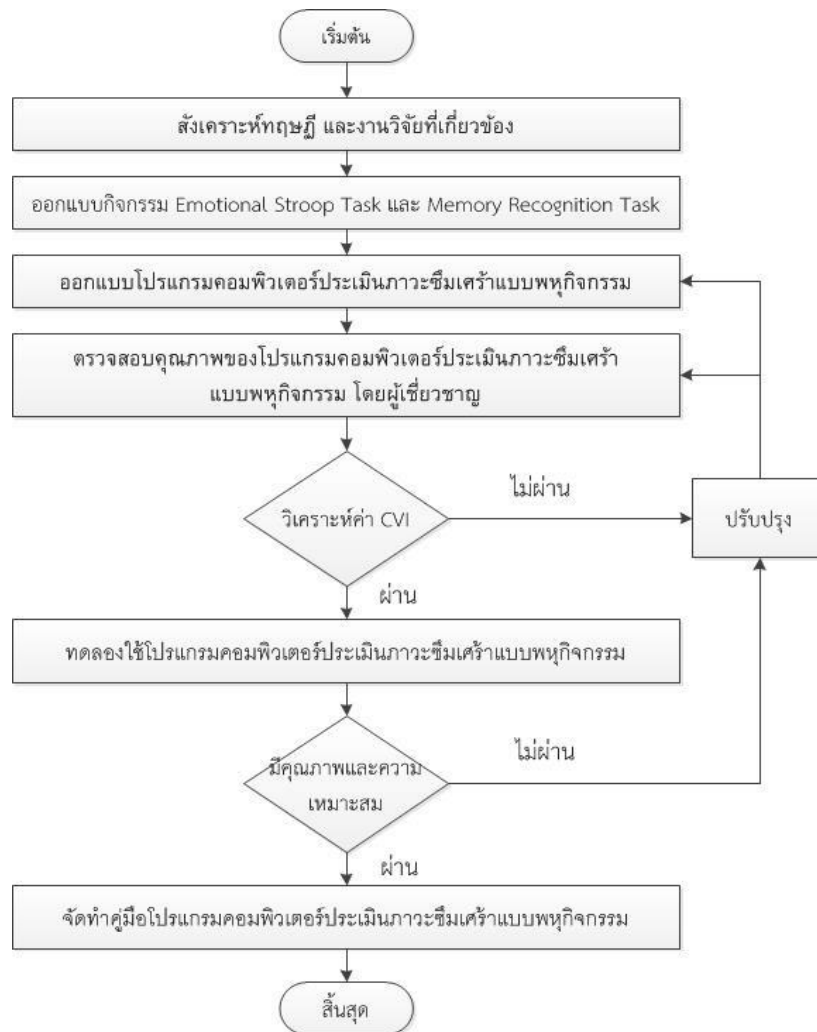 เริ่มต้น
สังเคราะห์ทฤษฎี และงานวิจัยที่เกี่ยวข้อง
ออกแบบกิจกรรม Emotional Stroop Task และ Memory Recognition Task
ออกแบบโปรแกรมคอมพิวเตอร์ประเมินภาวะซึมเศร้าแบบพหุกิจกรรม
ตรวจสอบคุณภาพของโปรแกรมคอมพิวเตอร์ประเมินภาวะซึมเศร้า
แบบพหุกิจกรรม โดยผู้เชี่ยวชาญ
ไม่ผ่าน
วิเคราะห์ค่า CVI
ปรับปรุง
ผ่าน
ทดลองใช้โปรแกรมคอมพิวเตอร์ประเมินภาวะซึมเศร้าแบบพหุกิจกรรม
ไม่ผ่าน
มีคุณภาพและความ
เหมาะสม
ผ่าน
จัดทำคู่มือโปรแกรมคอมพิวเตอร์ประเมินภาวะซึมเศร้าแบบพหุกิจกรรม
สิ้นสุด